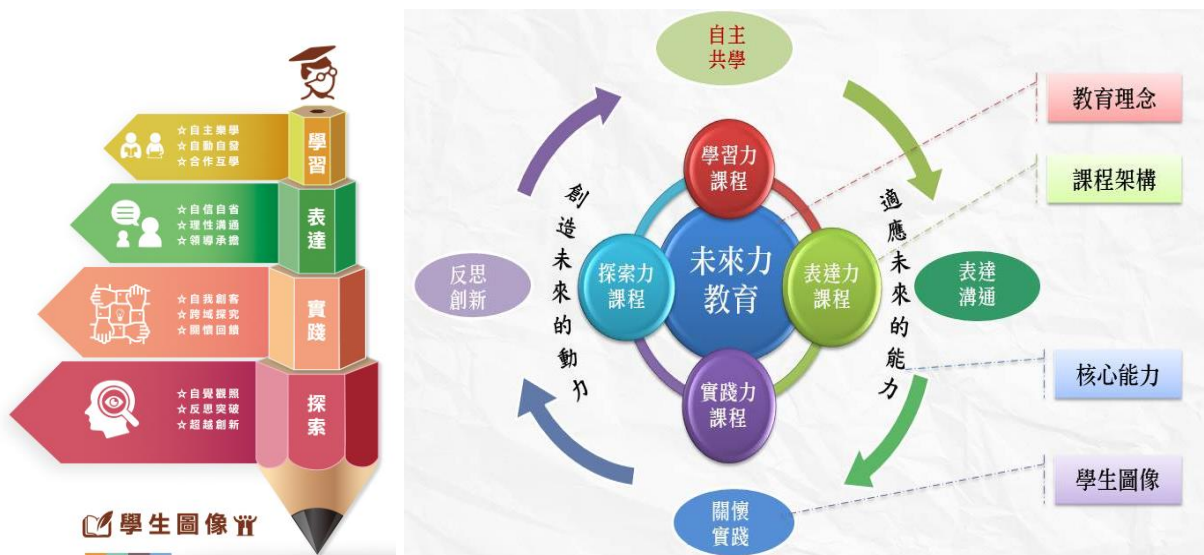 學習
☆自主樂學
☆自動自發
☆合作互學
表達
☆自信自省
☆理性溝通
☆領導承擔
實踐
☆自我創客
☆跨域探究
☆關懷回饋
探索
☆自覺觀照
☆反思突破
☆超越創新
學生圖像
自主
共學
學習力
課程
創造未來的動力
適應未來的能力
反思
創新
探索力
課程
未來力
教育
表達力
課程
表達
溝通
實踐力
課程
關懷
實踐
教育理念
課程架構
核心能力
學生圖像